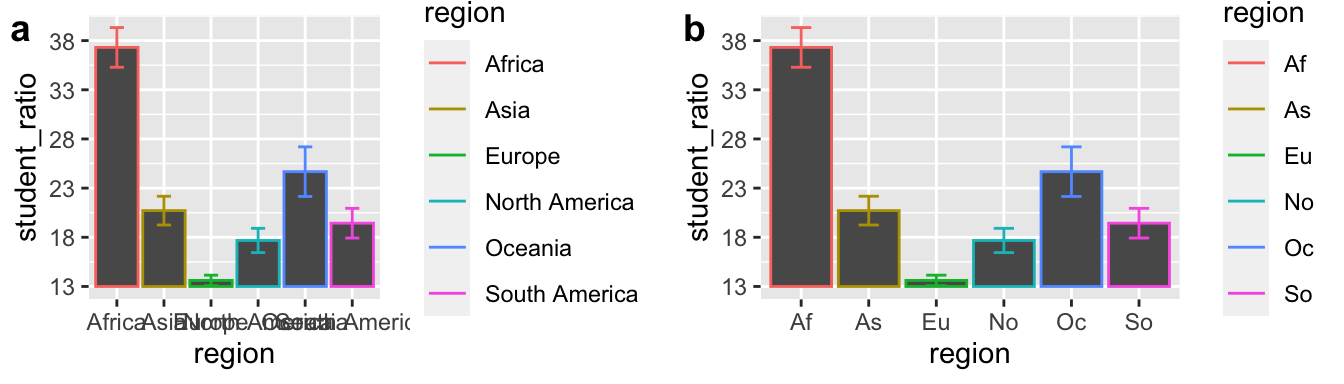 a
region
38
33
28
23
18
13
student_ratio
Africa
Asia
Europe
North America
Oceania
South America
Africa Asia
region
b
region
38
33
28
23
18
13
student_ratio
Af
As
Eu
No
Oc
So
Af As Eu No Oc So
region